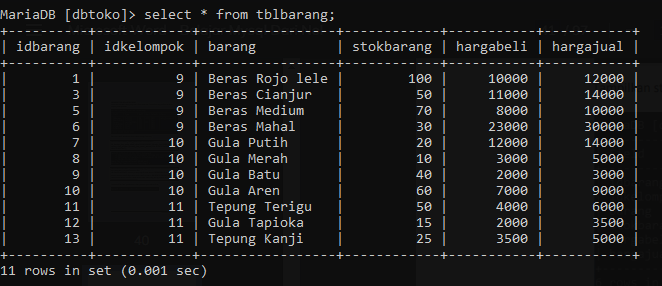 MariaDB [dbtoko]> select * from tblbarang;
+----------+------------+-----------------+------------+-----------+-----------+
| idbarang | idkelompok | barang          | stokbarang | hargabeli | hargajual |
+----------+------------+-----------------+------------+-----------+-----------+
|        1 |          9 | Beras Rojo lele |        100 |     10000 |     12000 |
|        3 |          9 | Beras Cianjur   |         50 |     11000 |     14000 |
|        5 |          9 | Beras Medium    |         70 |      8000 |     10000 |
|        6 |          9 | Beras Mahal     |         30 |     23000 |     30000 |
|        7 |         10 | Gula Putih      |         20 |     12000 |     14000 |
|        8 |         10 | Gula Merah      |         10 |      3000 |      5000 |
|        9 |         10 | Gula Batu       |         40 |      2000 |      3000 |
|       10 |         10 | Gula Aren       |         60 |      7000 |      9000 |
|       11 |         11 | Tepung Terigu   |         50 |      4000 |      6000 |
|       12 |         11 | Gula Tapioka    |         15 |      2000 |      3500 |
|       13 |         11 | Tepung Kanji    |         25 |      3500 |      5000 |
+----------+------------+-----------------+------------+-----------+-----------+
11 rows in set (0.001 sec)